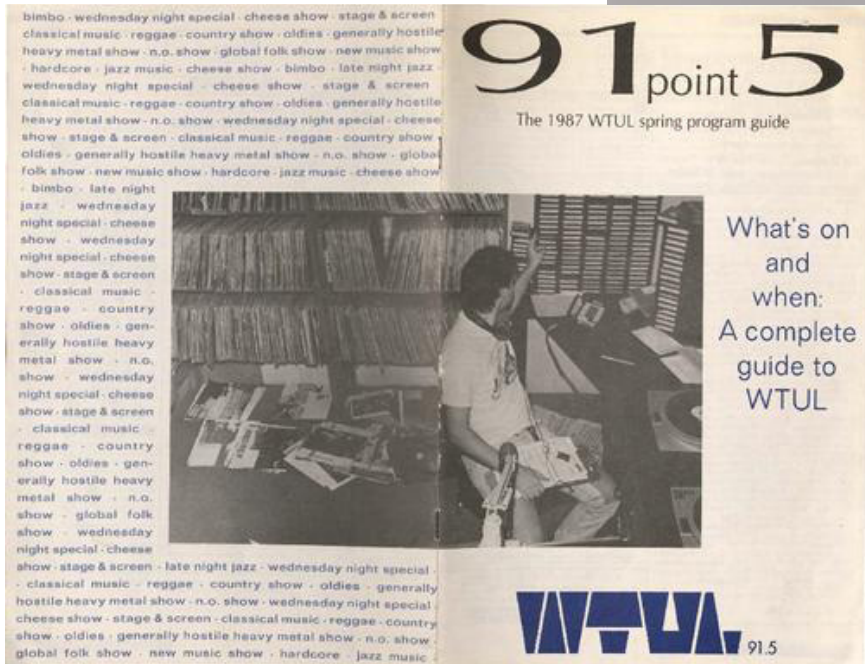 bimbo · wednesday night special · cheese show · stage & screen
classical music · reggae · country show · oldies · generally hostile
heavy metal show · n.o. show · global folk show · new music show
· hardcore · jazz music · cheese show · bimbo · late night jazz ·
wednesday night special · cheese show · stage & screen
classical music · reggae · country show · oldies · generally hostile
heavy metal show · n.o. show · wednesday night special · cheese
show · stage & screen · classical music · reggae · country show ·
oldies · generally hostile heavy metal show · n.o. show · global
folk show · new music show · hardcore · jazz music · cheese show
· bimbo · late night
jazz · wednesday
night special · cheese
show · wednesday
night special · cheese
show · stage & screen
· classical music ·
reggae · country
show · oldies · gen-
erally hostile heavy
metal show · n.o.
show · wednesday
night special · cheese
show · stage & screen
· classical music ·
reggae · country
show · oldies · gen-
erally hostile heavy
metal show · n.o.
show · global folk
show · wednesday
night special · cheese
show · stage & screen · late night jazz · wednesday night special
· classical music · reggae · country show · oldies · generally
hostile heavy metal show · n.o. show · wednesday night special ·
cheese show · stage & screen · classical music · reggae · country
show · oldies · generally hostile heavy metal show · n.o. show ·
global folk show · new music show · hardcore · jazz music ·
91 point 5
The 1987 WTUL spring program guide
What's on
and
when:
A complete
guide to
WTUL
WTUL 91.5